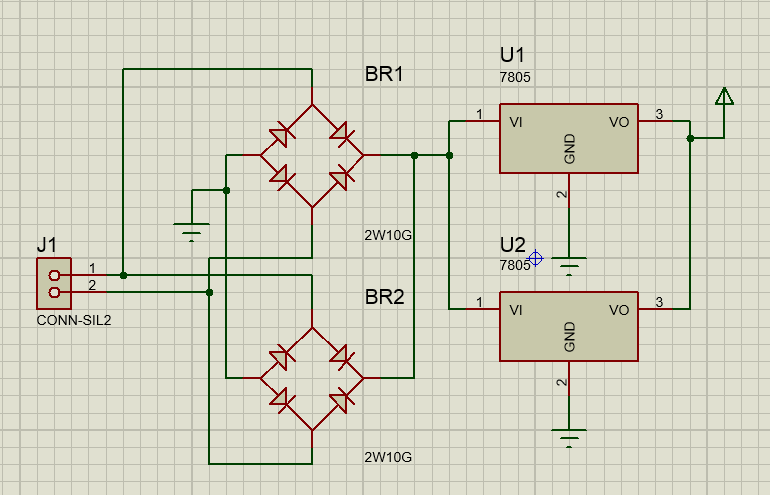 U1
7805
BR1
1
VI
VO
3
GND
2
2W10G
J1
1
2
CONN-SIL2
U2
7805
BR2
1
VI
VO
3
GND
2
2W10G